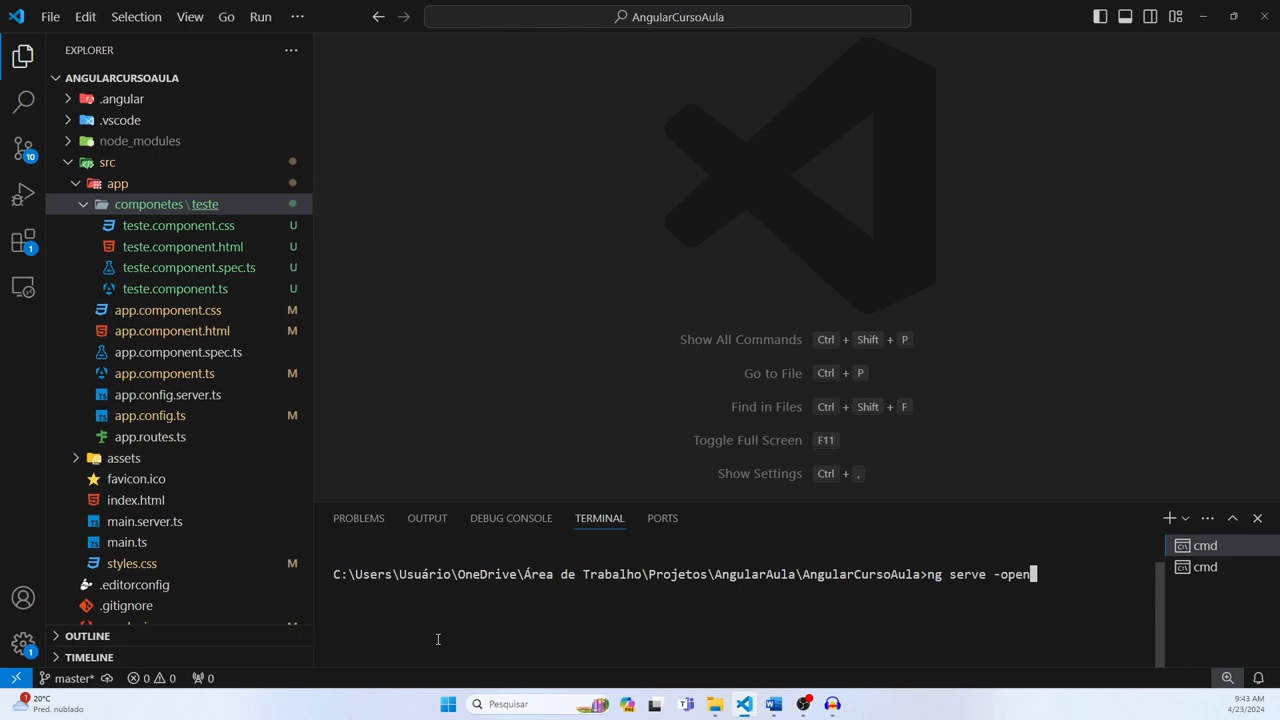 File Edit Selection View Go Run ···
AngularCursoAula
EXPLORER
ANGULARCURSOAULA
.angular
.vscode
node_modules
src
app
componetes\teste
teste.component.css U
teste.component.html U
teste.component.spec.ts U
teste.component.ts U
app.component.css M
app.component.html M
app.component.spec.ts
app.component.ts M
app.config.server.ts
app.config.ts M
app.routes.ts
assets
favicon.ico
index.html
main.server.ts
main.ts
styles.css M
.editorconfig
.gitignore
OUTLINE
TIMELINE
10
1
1
Show All Commands Ctrl + Shift + P
Go to File Ctrl + P
Find in Files Ctrl + Shift + F
Toggle Full Screen F11
Show Settings Ctrl + ,
PROBLEMS OUTPUT DEBUG CONSOLE TERMINAL PORTS
C:\Users\Usuário\OneDrive\Área de Trabalho\Projetos\AngularAula\AngularCursoAula>ng serve -open
cmd
cmd
master* 0 0 0
1
20°C
Pred. nublado
Pesquisar
9:43 AM
4/23/2024